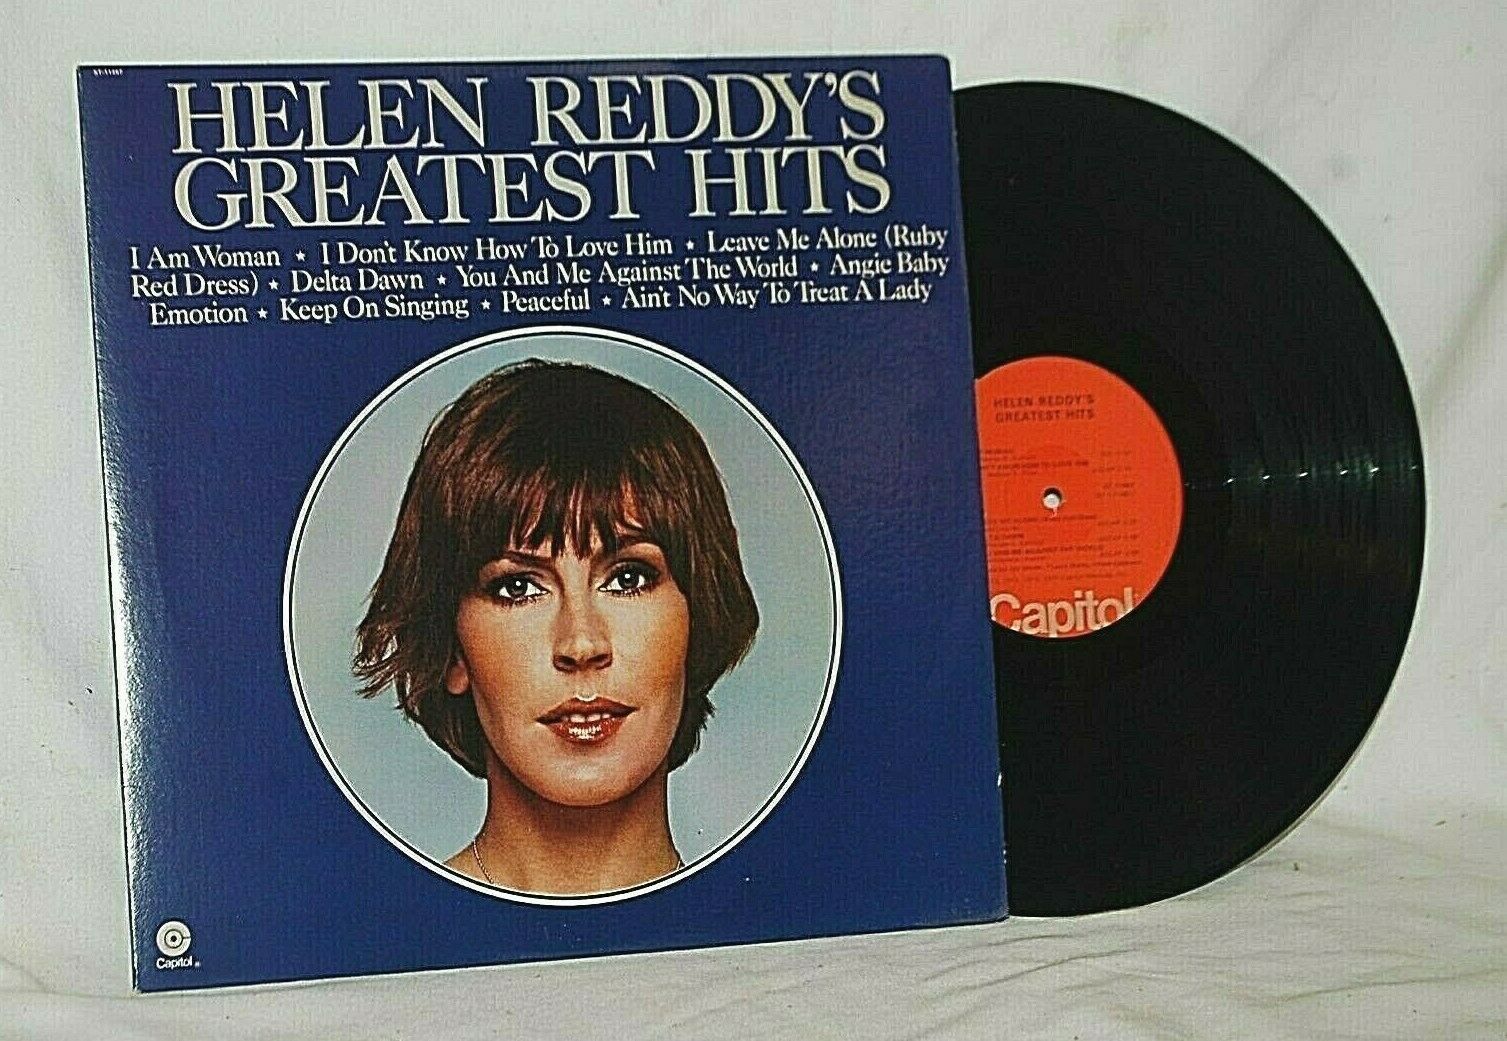 HELEN REDDY'S
GREATEST HITS
I Am Woman ★ I Don't Know How To Love Him ★ Leave Me Alone (Ruby
Red Dress) ★ Delta Dawn ★ You And Me Against The World ★ Angie Baby
Emotion ★ Keep On Singing ★ Peaceful ★ Ain't No Way To Treat A Lady
Capitol
HELEN REDDY'S
GREATEST HITS
Capitol